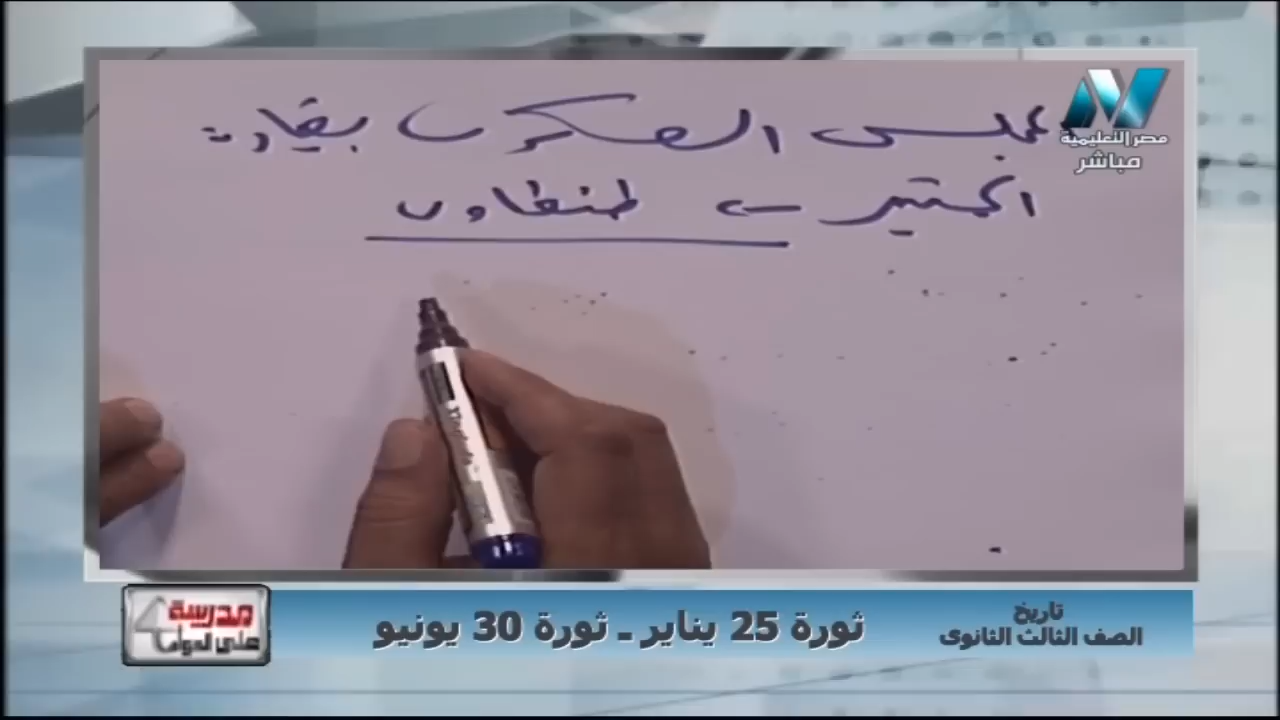 مجلس العسكرى بقيادة
مصر التعليمية
مباشر
المشير طنطاوى
تاريخ
الصف الثالث الثانوى
ثورة 25 يناير ـ ثورة 30 يونيو
مدرسة
على الهواء